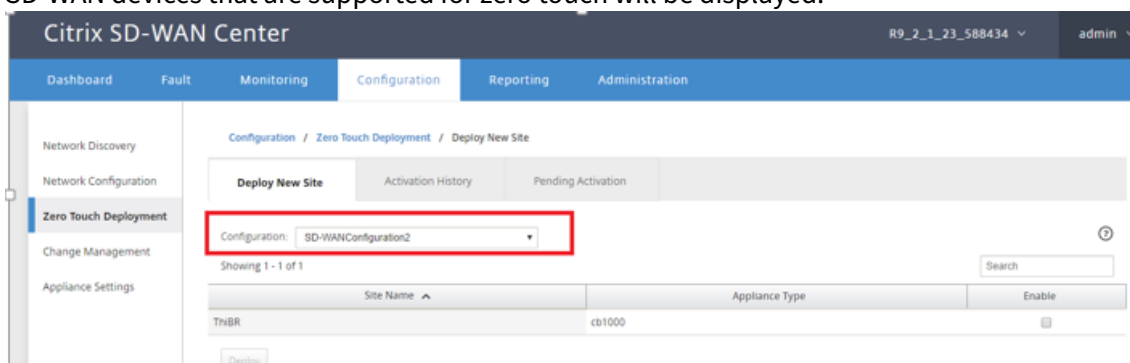 SD-WAN devices that are supported for zero touch will be displayed.
Citrix SD-WAN Center R9_2_1_23_588434 admin
Dashboard Fault Monitoring Configuration Reporting Administration
Network Discovery
Network Configuration
Zero Touch Deployment
Change Management
Appliance Settings
Configuration / Zero Touch Deployment / Deploy New Site
Deploy New Site Activation History Pending Activation
Configuration: SD-WANConfiguration2
Showing 1 - 1 of 1 Search
Site Name Appliance Type Enable
ThiBR cb1000
Deploy